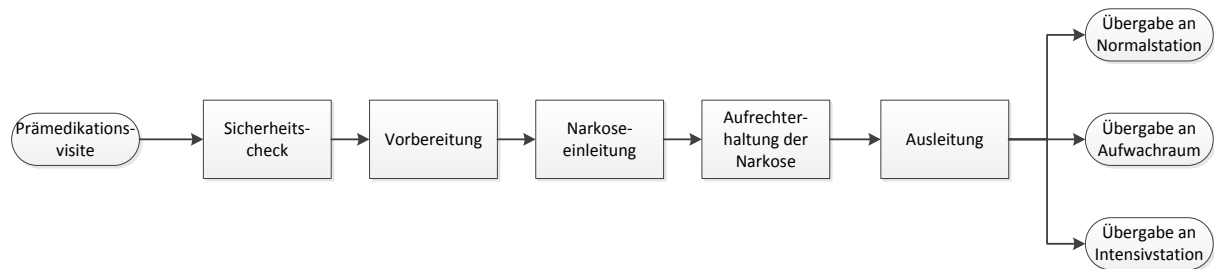 Prämedikations-
visite
Sicherheits-
check
Vorbereitung
Narkose-
einleitung
Aufrechter-
haltung der
Narkose
Ausleitung
Übergabe an
Normalstation
Übergabe an
Aufwachraum
Übergabe an
Intensivstation